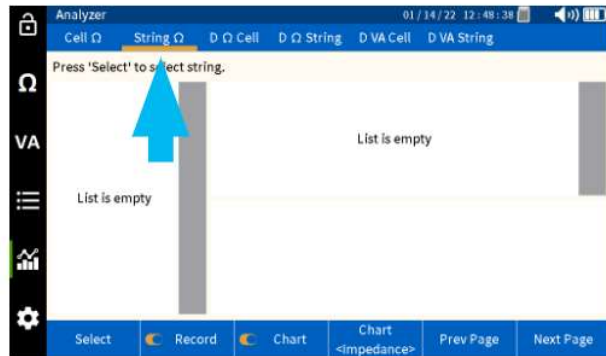 Analyzer 01/14/22 12:48:38
Cell Ω String Ω D Ω Cell D Ω String D VA Cell D VA String
Press 'Select' to select string.
Ω
VA
List is empty
List is empty
Select Record Chart Chart <Impedance> Prev Page Next Page